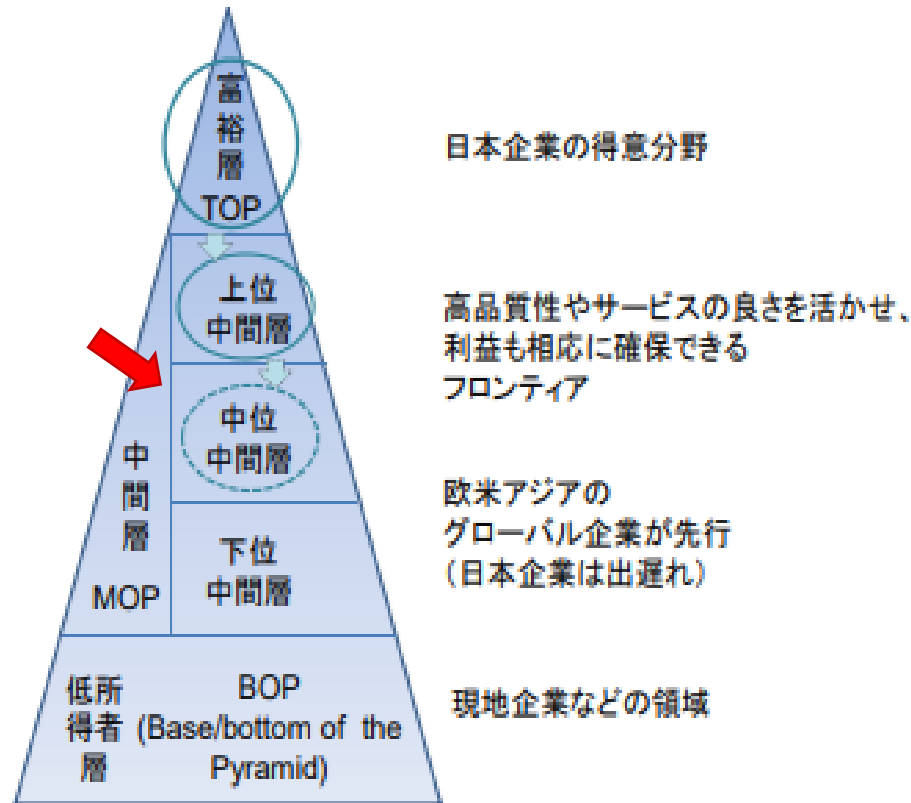 富
裕
層
TOP
日本企業の得意分野
上位
中間層
高品質性やサービスの良さを活かせ、
利益も相応に確保できる
フロンティア
中位
中間層
中
間
層
MOP
下位
中間層
欧米アジアの
グローバル企業が先行
（日本企業は出遅れ）
低所
得者
層
BOP
(Base/bottom of the
Pyramid)
現地企業などの領域